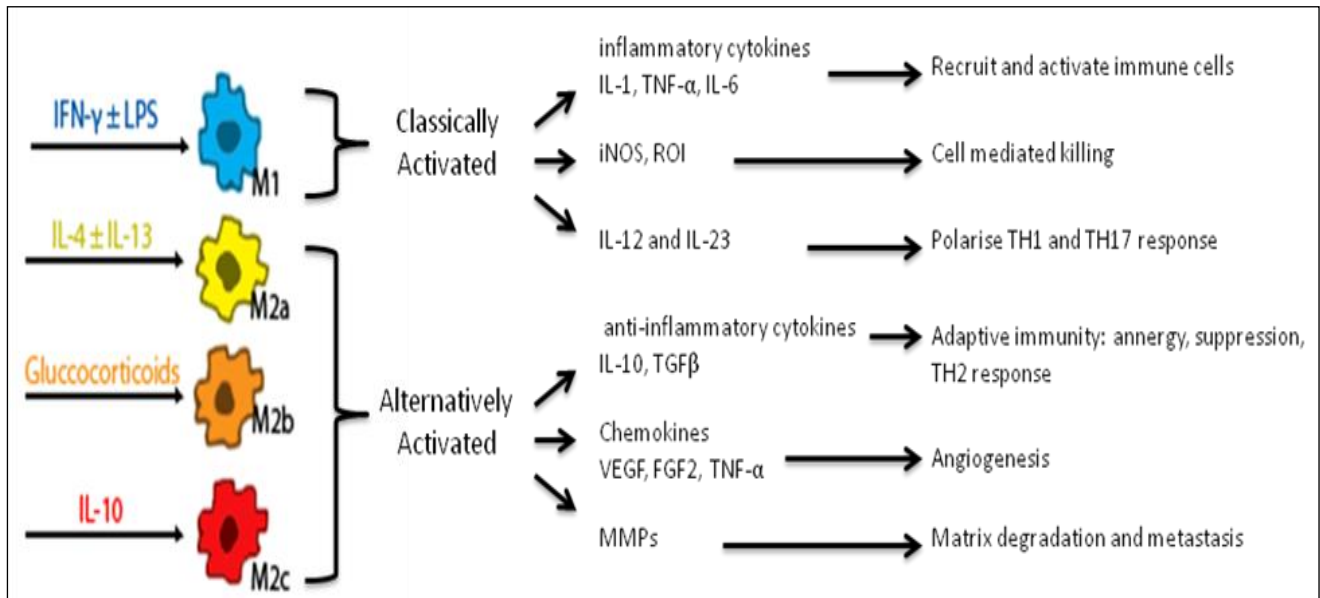 IFN-γ ± LPS
M1
IL-4 ± IL-13
M2a
Gluccocorticoids
M2b
IL-10
M2c
Classically
Activated
Alternatively
Activated
inflammatory cytokines
IL-1, TNF-α, IL-6
Recruit and activate immune cells
iNOS, ROI
Cell mediated killing
IL-12 and IL-23
Polarise TH1 and TH17 response
anti-inflammatory cytokines
IL-10, TGFβ
Adaptive immunity: annergy, suppression,
TH2 response
Chemokines
VEGF, FGF2, TNF-α
Angiogenesis
MMPs
Matrix degradation and metastasis